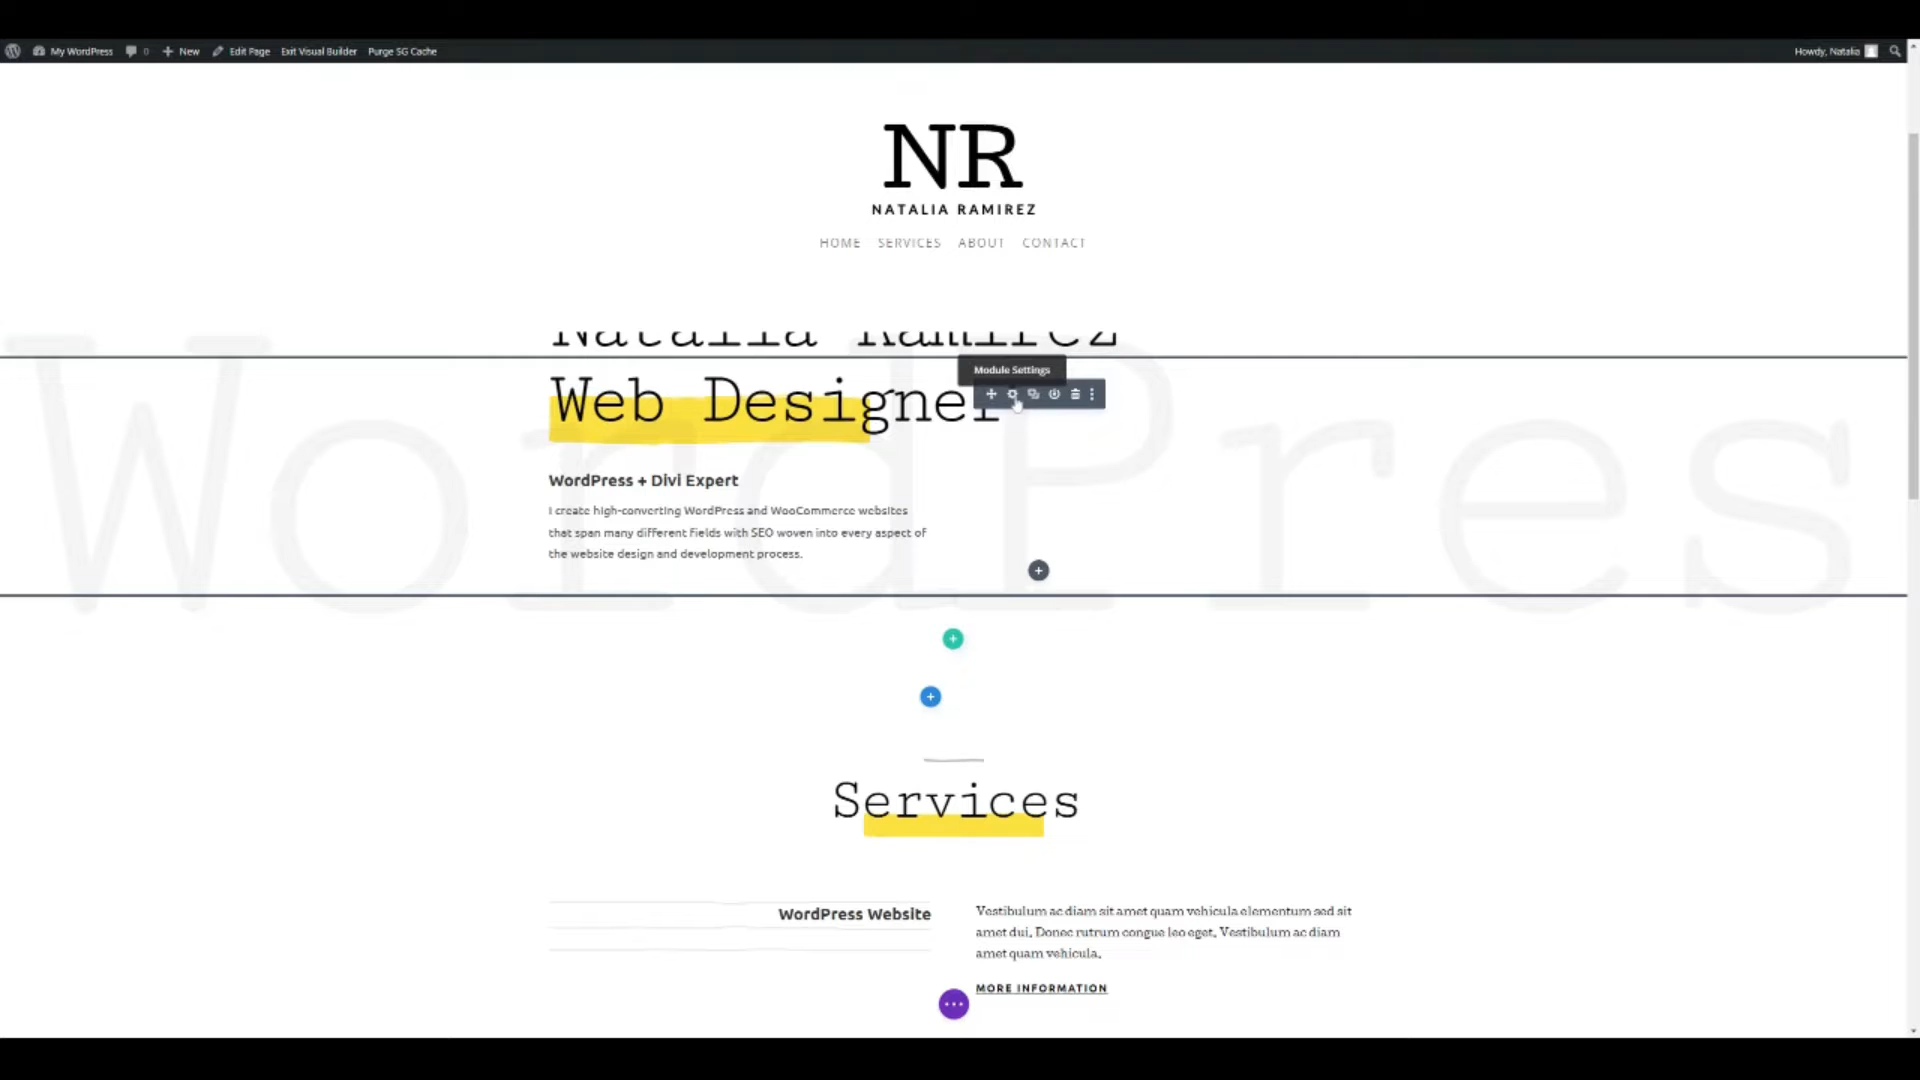 My WordPress 0 New Edit Page Exit Visual Builder Purge SG Cache Howdy, Natalia
NR
NATALIA RAMIREZ
HOME SERVICES ABOUT CONTACT
Natalia Ramirez
Module Settings
Web Designer
WordPress + Divi Expert
I create high-converting WordPress and WooCommerce websites
that span many different fields with SEO woven into every aspect of
the website design and development process.
WordPres
Services
WordPress Website
Vestibulum ac diam sit amet quam vehicula elementum sed sit
amet dui. Donec rutrum congue leo eget. Vestibulum ac diam
amet quam vehicula.
MORE INFORMATION